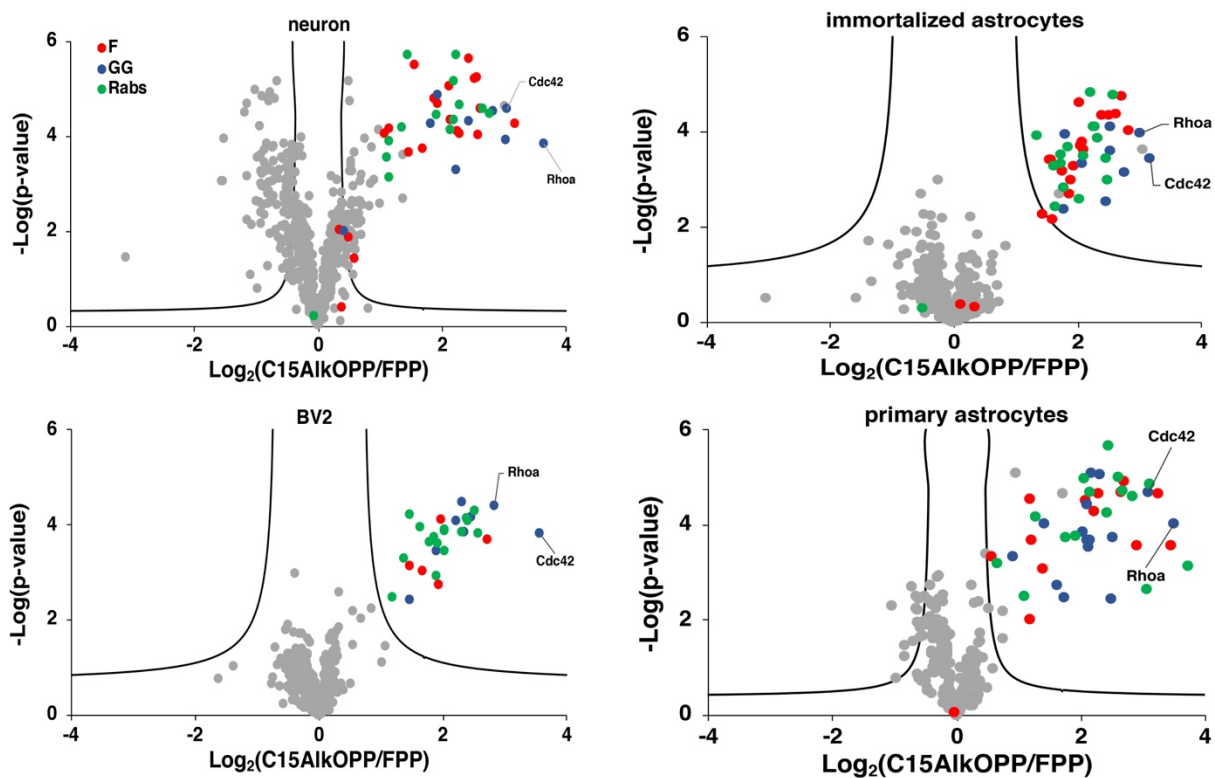 neuron
6
4
2
0
-Log(p-value)
F
GG
Rabs
Cdc42
Rhoa
-4 -2 0 2 4
Log₂(C15AlkOPP/FPP)
immortalized astrocytes
6
4
2
0
-Log(p-value)
Rhoa
Cdc42
-4 -2 0 2 4
Log₂(C15AlkOPP/FPP)
BV2
6
4
2
0
-Log(p-value)
Rhoa
Cdc42
-4 -2 0 2 4
Log₂(C15AlkOPP/FPP)
primary astrocytes
6
4
2
0
-Log(p-value)
Cdc42
Rhoa
-4 -2 0 2 4
Log₂(C15AlkOPP/FPP)